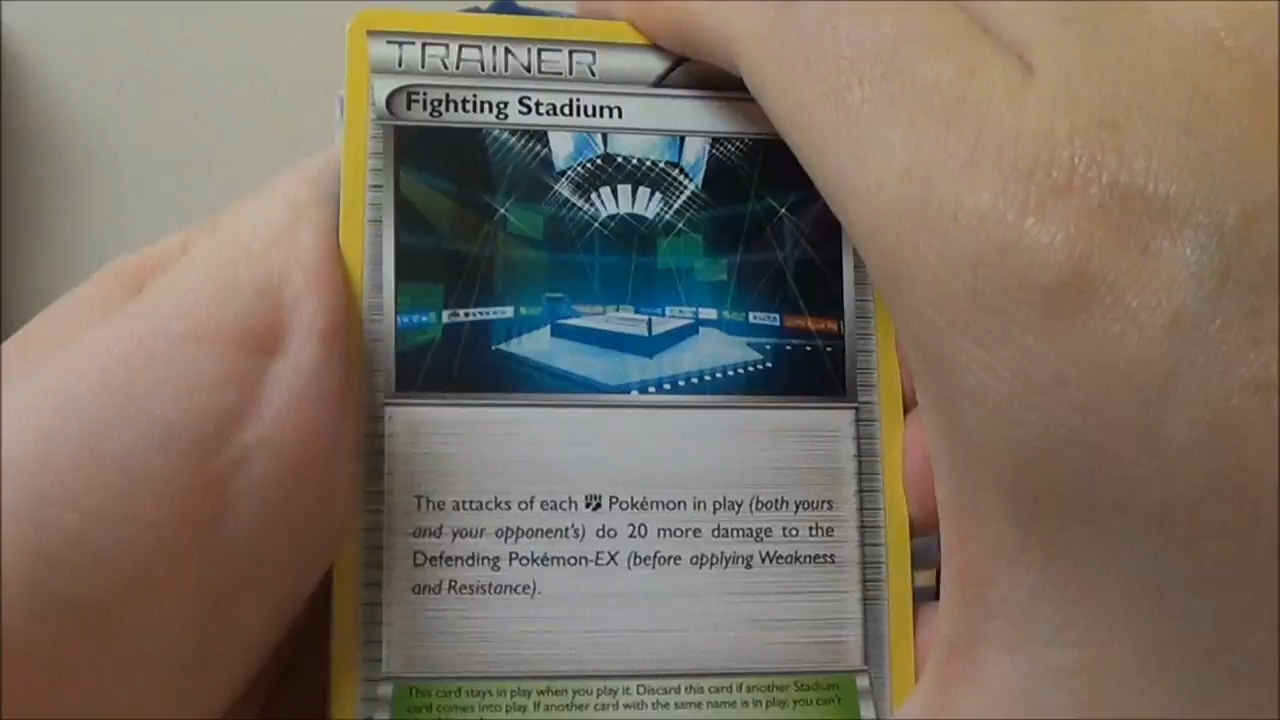 TRAINER
Fighting Stadium
The attacks of each Pokémon in play (both yours
and your opponent's) do 20 more damage to the
Defending Pokémon-EX (before applying Weakness
and Resistance).
This card stays in play when you play it. Discard this card if another Stadium
card comes into play. If another card with the same name is in play, you can't